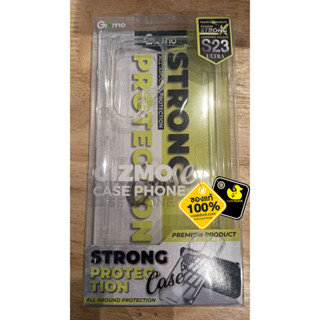 Gizmo
STRONG
S23
ULTRA
STRONG
PROTECTION
GIZMO
CASE PHONE
ของแท้
100%
PREMIUM PRODUCT
STRONG
PROTEC
TION
Case
ALL AROUND PROTECTION